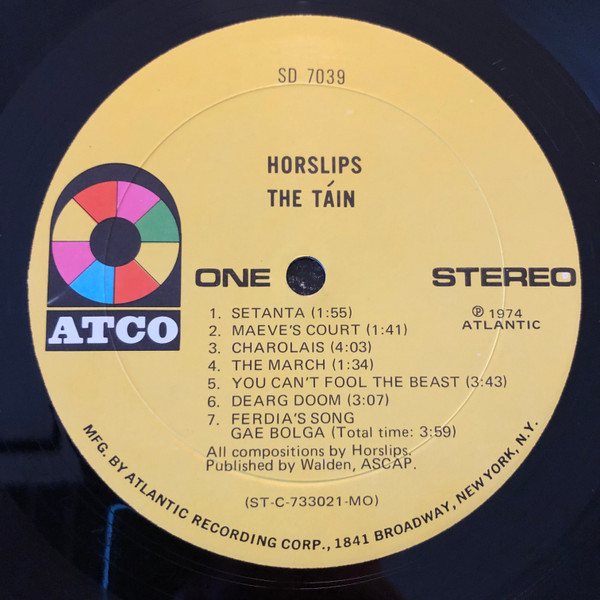 SD 7039
HORSLIPS
THE TÁIN
ATCO
ONE
STEREO
1. SETANTA (1:55)
2. MAEVE'S COURT (1:41)
3. CHAROLAIS (4:03)
4. THE MARCH (1:34)
5. YOU CAN'T FOOL THE BEAST (3:43)
6. DEARG DOOM (3:07)
7. FERDIA'S SONG
GAE BOLGA (Total time: 3:59)
℗ 1974
ATLANTIC
All compositions by Horslips.
Published by Walden, ASCAP.
(ST-C-733021-MO)
MFG. BY ATLANTIC RECORDING CORP., 1841 BROADWAY, NEW YORK, N.Y.